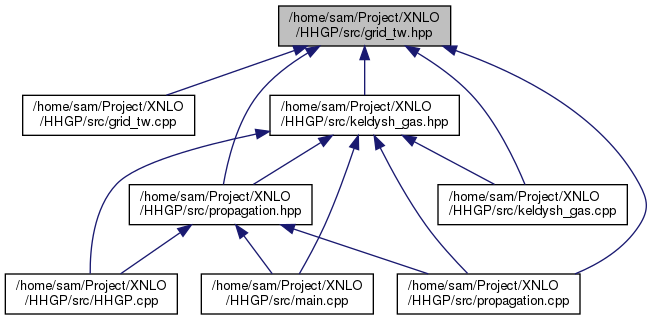 /home/sam/Project/XNLO
/HHGP/src/grid_tw.hpp
/home/sam/Project/XNLO
/HHGP/src/grid_tw.cpp
/home/sam/Project/XNLO
/HHGP/src/keldysh_gas.hpp
/home/sam/Project/XNLO
/HHGP/src/propagation.hpp
/home/sam/Project/XNLO
/HHGP/src/keldysh_gas.cpp
/home/sam/Project/XNLO
/HHGP/src/HHGP.cpp
/home/sam/Project/XNLO
/HHGP/src/main.cpp
/home/sam/Project/XNLO
/HHGP/src/propagation.cpp